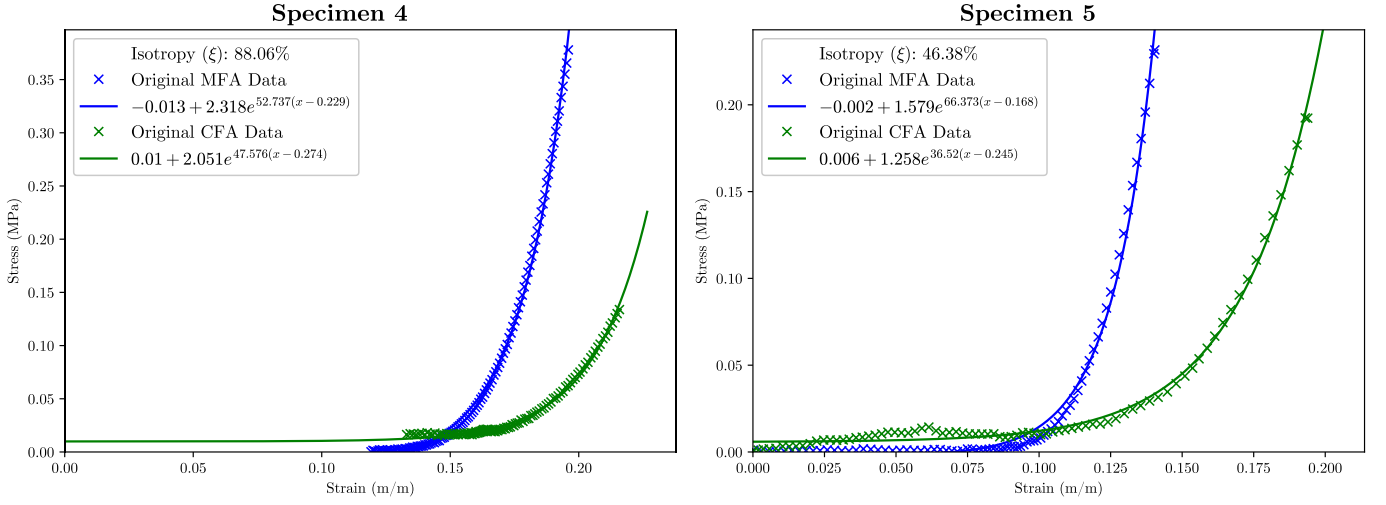 Specimen 4
Isotropy (ξ): 88.06%
Original MFA Data
−0.013 + 2.318e^{52.737(x−0.229)}
Original CFA Data
0.01 + 2.051e^{47.576(x−0.274)}
Stress (MPa)
0.35
0.30
0.25
0.20
0.15
0.10
0.05
0.00
0.00 0.05 0.10 0.15 0.20
Strain (m/m)
Specimen 5
Isotropy (ξ): 46.38%
Original MFA Data
−0.002 + 1.579e^{66.373(x−0.168)}
Original CFA Data
0.006 + 1.258e^{36.52(x−0.245)}
Stress (MPa)
0.20
0.15
0.10
0.05
0.00
0.000 0.025 0.050 0.075 0.100 0.125 0.150 0.175 0.200
Strain (m/m)